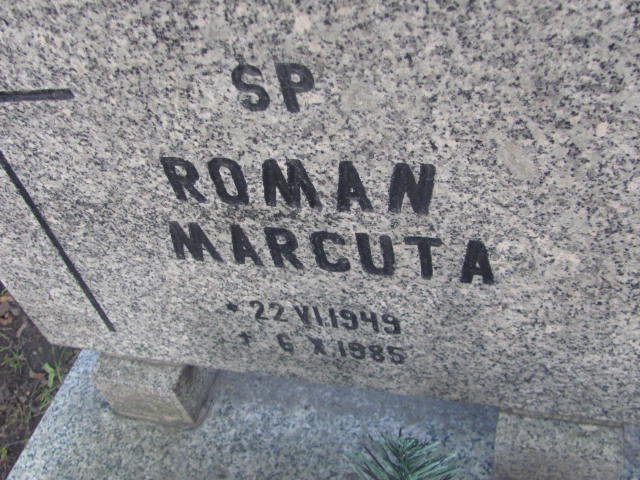 SP
ROMAN
MARCUTA
* 22 VI.1949
+ 6 X 1985